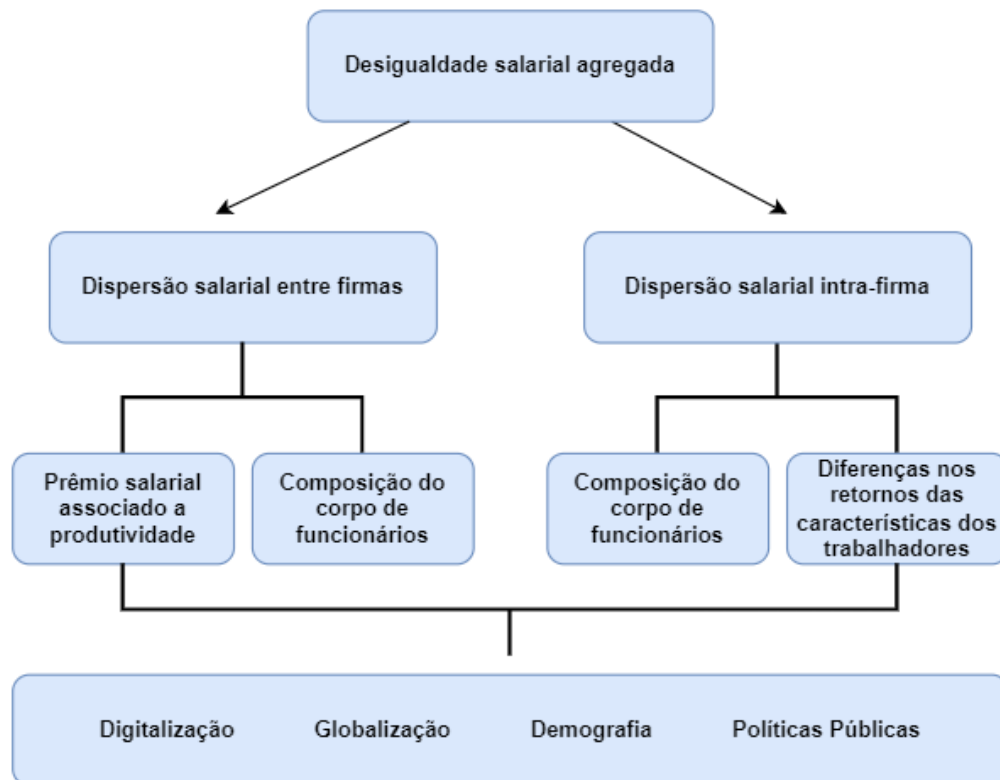 Desigualdade salarial agregada
Dispersão salarial entre firmas
Dispersão salarial intra-firma
Prêmio salarial
associado a
produtividade
Composição do
corpo de
funcionários
Composição do
corpo de
funcionários
Diferenças nos
retornos das
características dos
trabalhadores
Digitalização Globalização Demografia Políticas Públicas